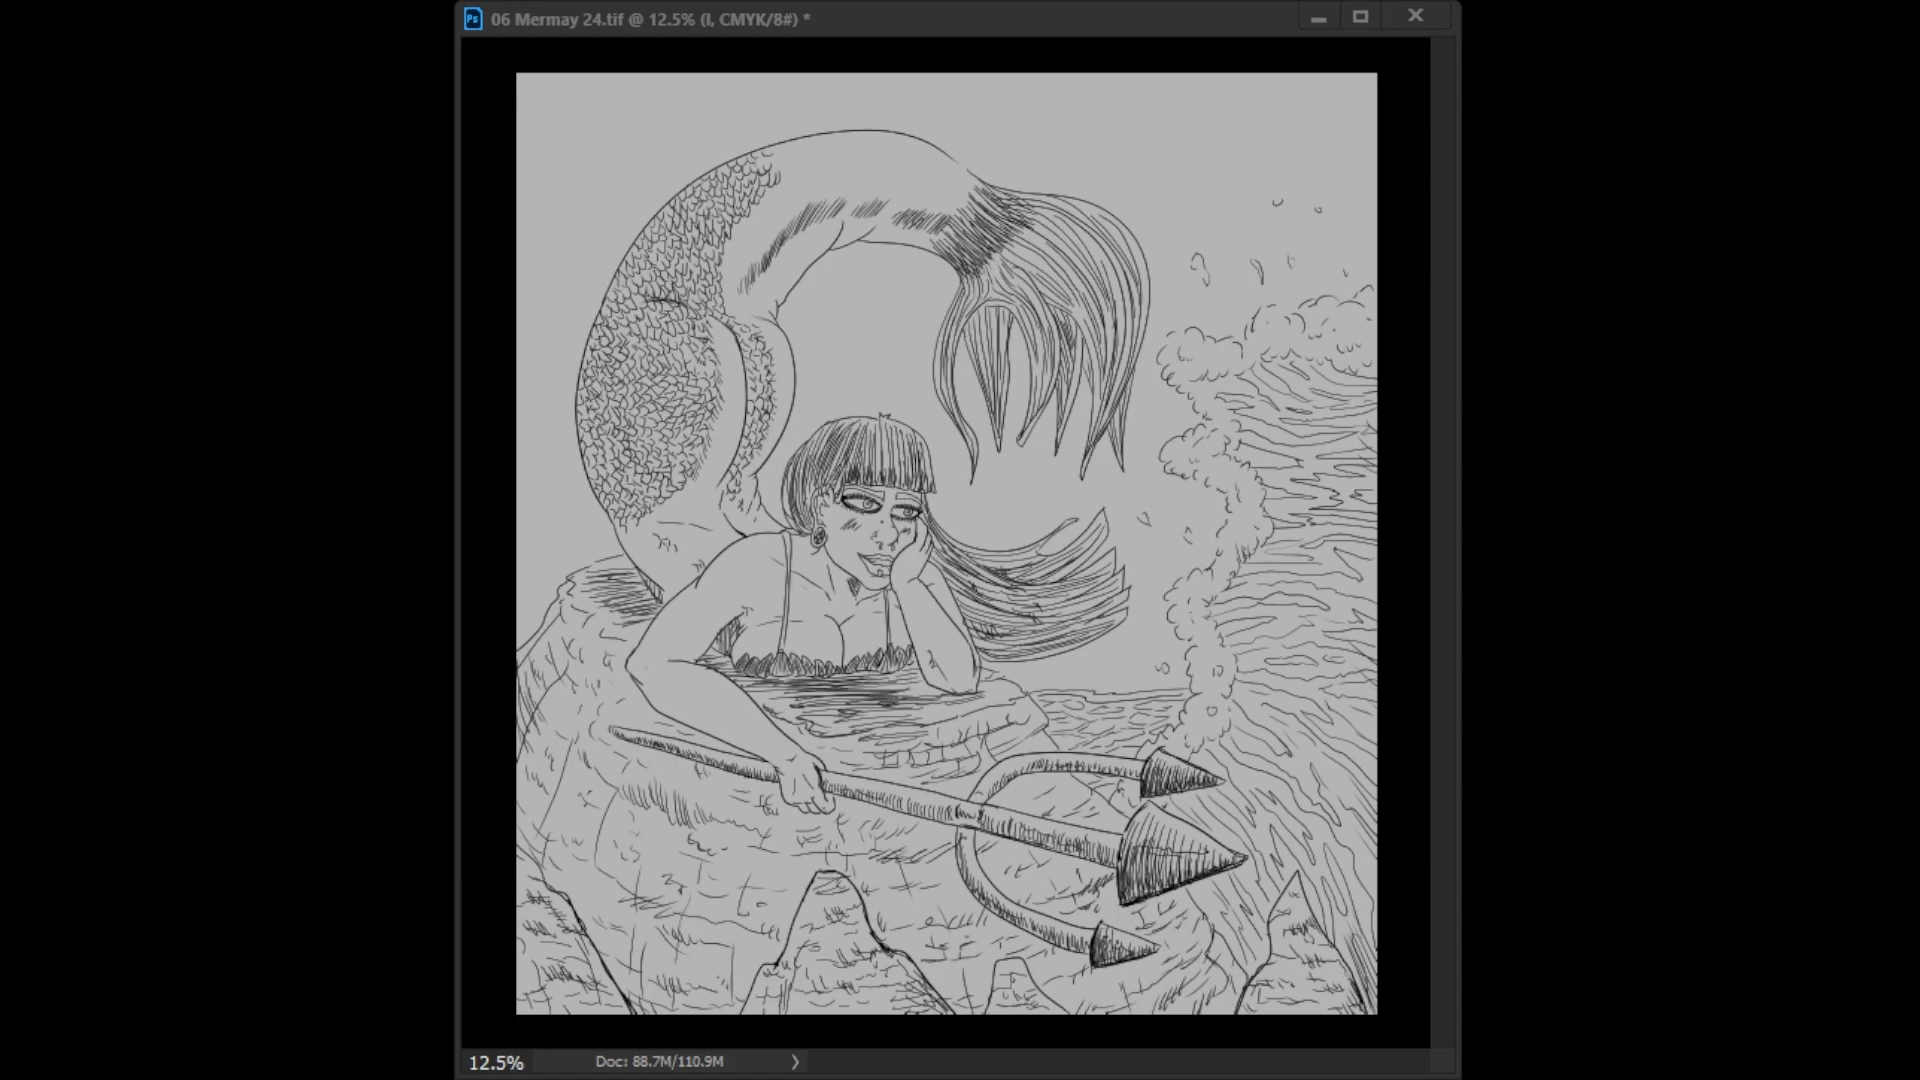 Ps 06 Mermay 24.tif @ 12.5% (I, CMYK/8#) *
12.5% Doc: 88.7M/110.9M